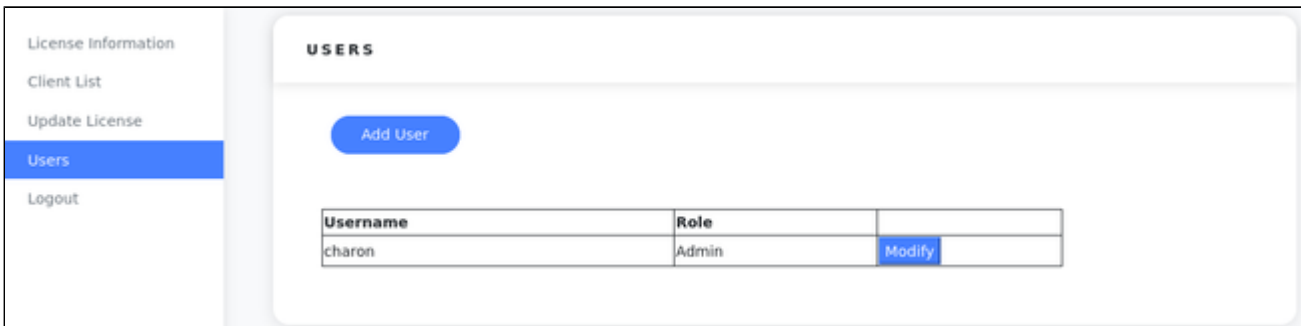 License Information
Client List
Update License
Users
Logout
USERS
Add User
Username Role
charon Admin Modify